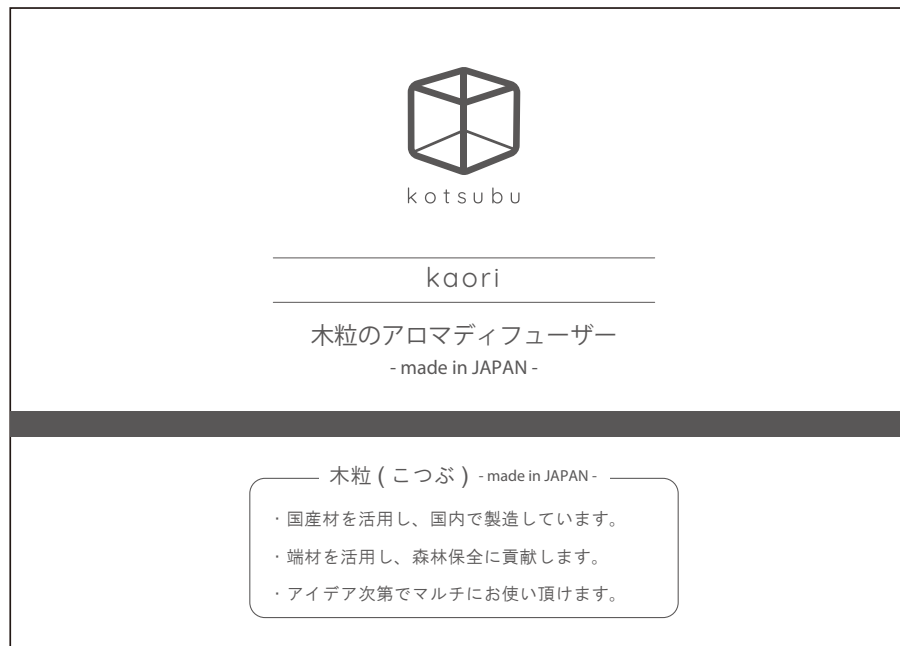 kotsubu
kaori
木粒のアロマディフューザー
- made in JAPAN -
木粒 ( こつぶ ) - made in JAPAN -
・国産材を活用し、国内で製造しています。
・端材を活用し、森林保全に貢献します。
・アイデア次第でマルチにお使い頂けます。